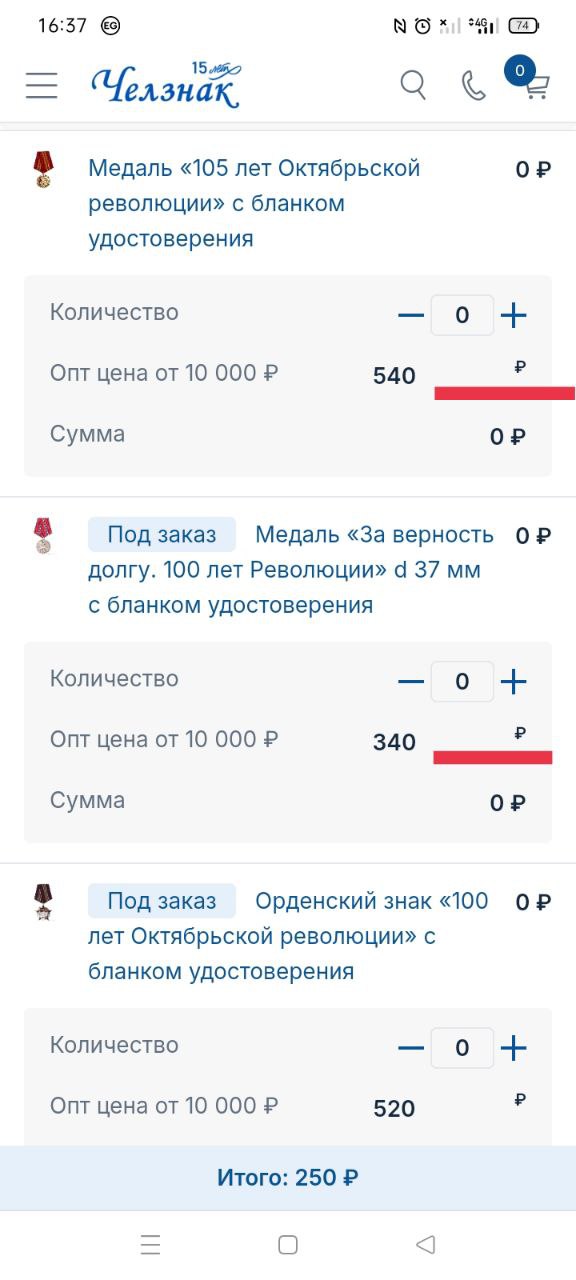 16:37 EG 4G 74
15 лет
Челзнак
0
Медаль «105 лет Октябрьской 0 ₽
революции» с бланком
удостоверения
Количество 0
Опт цена от 10 000 ₽ 540 ₽
Сумма 0 ₽
Под заказ Медаль «За верность 0 ₽
долгу. 100 лет Революции» d 37 мм
с бланком удостоверения
Количество 0
Опт цена от 10 000 ₽ 340 ₽
Сумма 0 ₽
Под заказ Орденский знак «100 0 ₽
лет Октябрьской революции» с
бланком удостоверения
Количество 0
Опт цена от 10 000 ₽ 520 ₽
Итого: 250 ₽